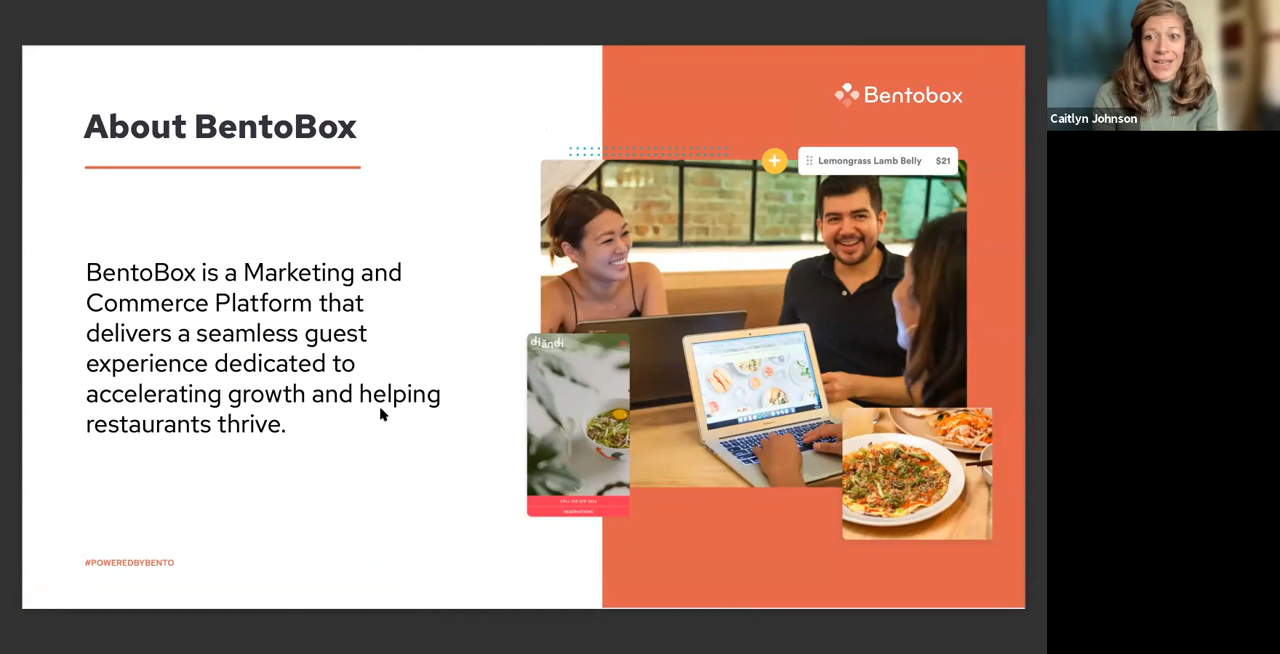 About BentoBox
BentoBox is a Marketing and
Commerce Platform that
delivers a seamless guest
experience dedicated to
accelerating growth and helping
restaurants thrive.
#POWEREDBYBENTO
Bentobox
Lemongrass Lamb Belly $21
RESERVATIONS
Caitlyn Johnson